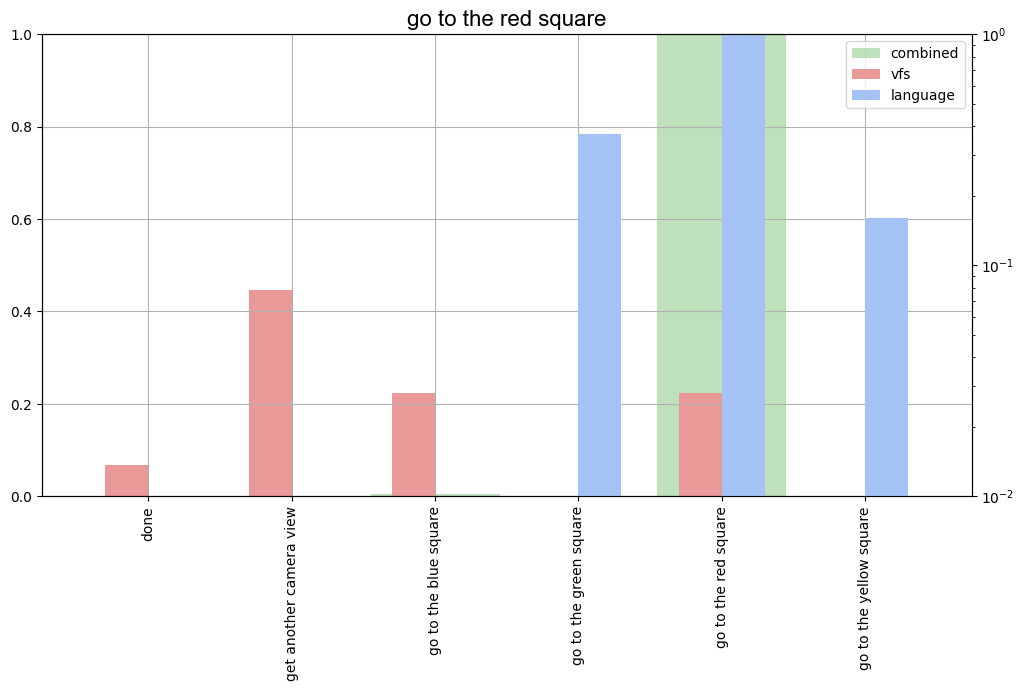 go to the red square
combined
vfs
language
1.0
0.8
0.6
0.4
0.2
0.0
10⁰
10⁻¹
10⁻²
done
get another camera view
go to the blue square
go to the green square
go to the red square
go to the yellow square